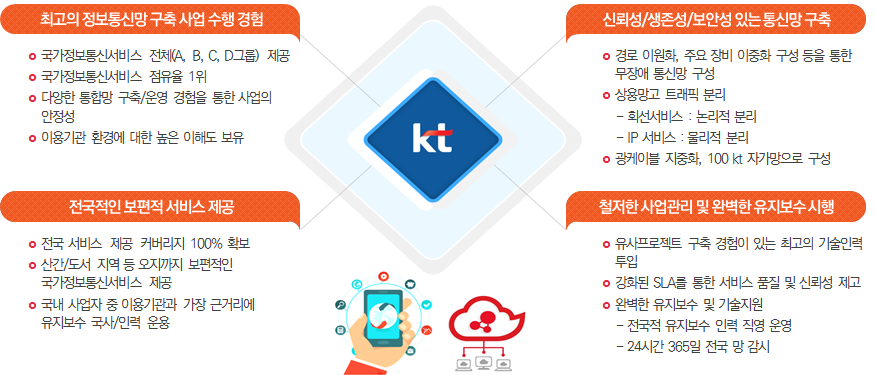 최고의 정보통신망 구축 사업 수행 경험
국가정보통신서비스 전체(A, B, C, D그룹) 제공
국가정보통신서비스 점유율 1위
다양한 통합망 구축/운영 경험을 통한 사업의
안정성
이용기관 환경에 대한 높은 이해도 보유
신뢰성/생존성/보안성 있는 통신망 구축
경로 이원화, 주요 장비 이중화 구성 등을 통한
무장애 통신망 구성
상용망고 트래픽 분리
- 회선서비스 : 논리적 분리
- IP 서비스 : 물리적 분리
광케이블 지중화, 100 kt 자가망으로 구성
kt
전국적인 보편적 서비스 제공
전국 서비스 제공 커버리지 100% 확보
산간/도서 지역 등 오지까지 보편적인
국가정보통신서비스 제공
국내 사업자 중 이용기관과 가장 근거리에
유지보수 국사/인력 운용
철저한 사업관리 및 완벽한 유지보수 시행
유사프로젝트 구축 경험이 있는 최고의 기술인력
투입
강화된 SLA를 통한 서비스 품질 및 신뢰성 제고
완벽한 유지보수 및 기술지원
- 전국적 유지보수 인력 직영 운영
- 24시간 365일 전국 망 감시